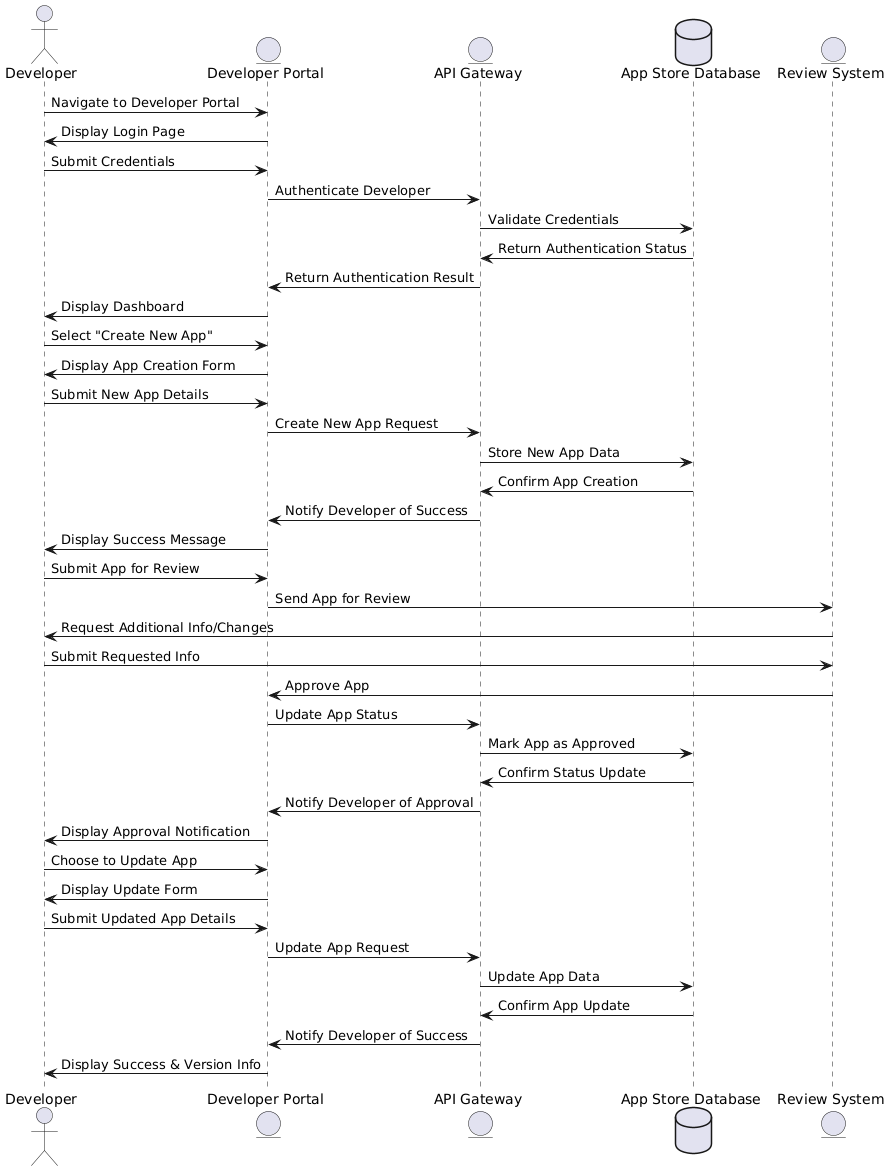 Developer
Developer Portal
API Gateway
App Store Database
Review System
Navigate to Developer Portal
Display Login Page
Submit Credentials
Authenticate Developer
Validate Credentials
Return Authentication Status
Return Authentication Result
Display Dashboard
Select "Create New App"
Display App Creation Form
Submit New App Details
Create New App Request
Store New App Data
Confirm App Creation
Notify Developer of Success
Display Success Message
Submit App for Review
Send App for Review
Request Additional Info/Changes
Submit Requested Info
Approve App
Update App Status
Mark App as Approved
Confirm Status Update
Notify Developer of Approval
Display Approval Notification
Choose to Update App
Display Update Form
Submit Updated App Details
Update App Request
Update App Data
Confirm App Update
Notify Developer of Success
Display Success & Version Info
Developer
Developer Portal
API Gateway
App Store Database
Review System